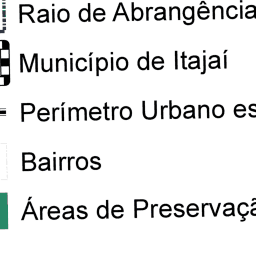 Raio de Abrangência
Município de Itajaí
Perímetro Urbano es
Bairros
Áreas de Preservaçã